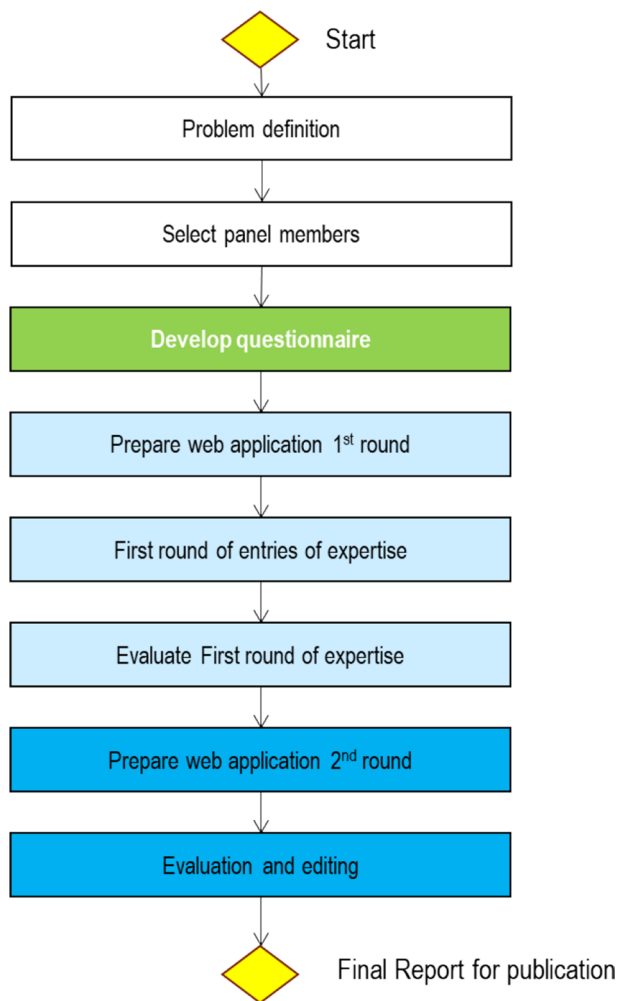 Start
Problem definition
Select panel members
Develop questionnaire
Prepare web application 1st round
First round of entries of expertise
Evaluate First round of expertise
Prepare web application 2nd round
Evaluation and editing
Final Report for publication